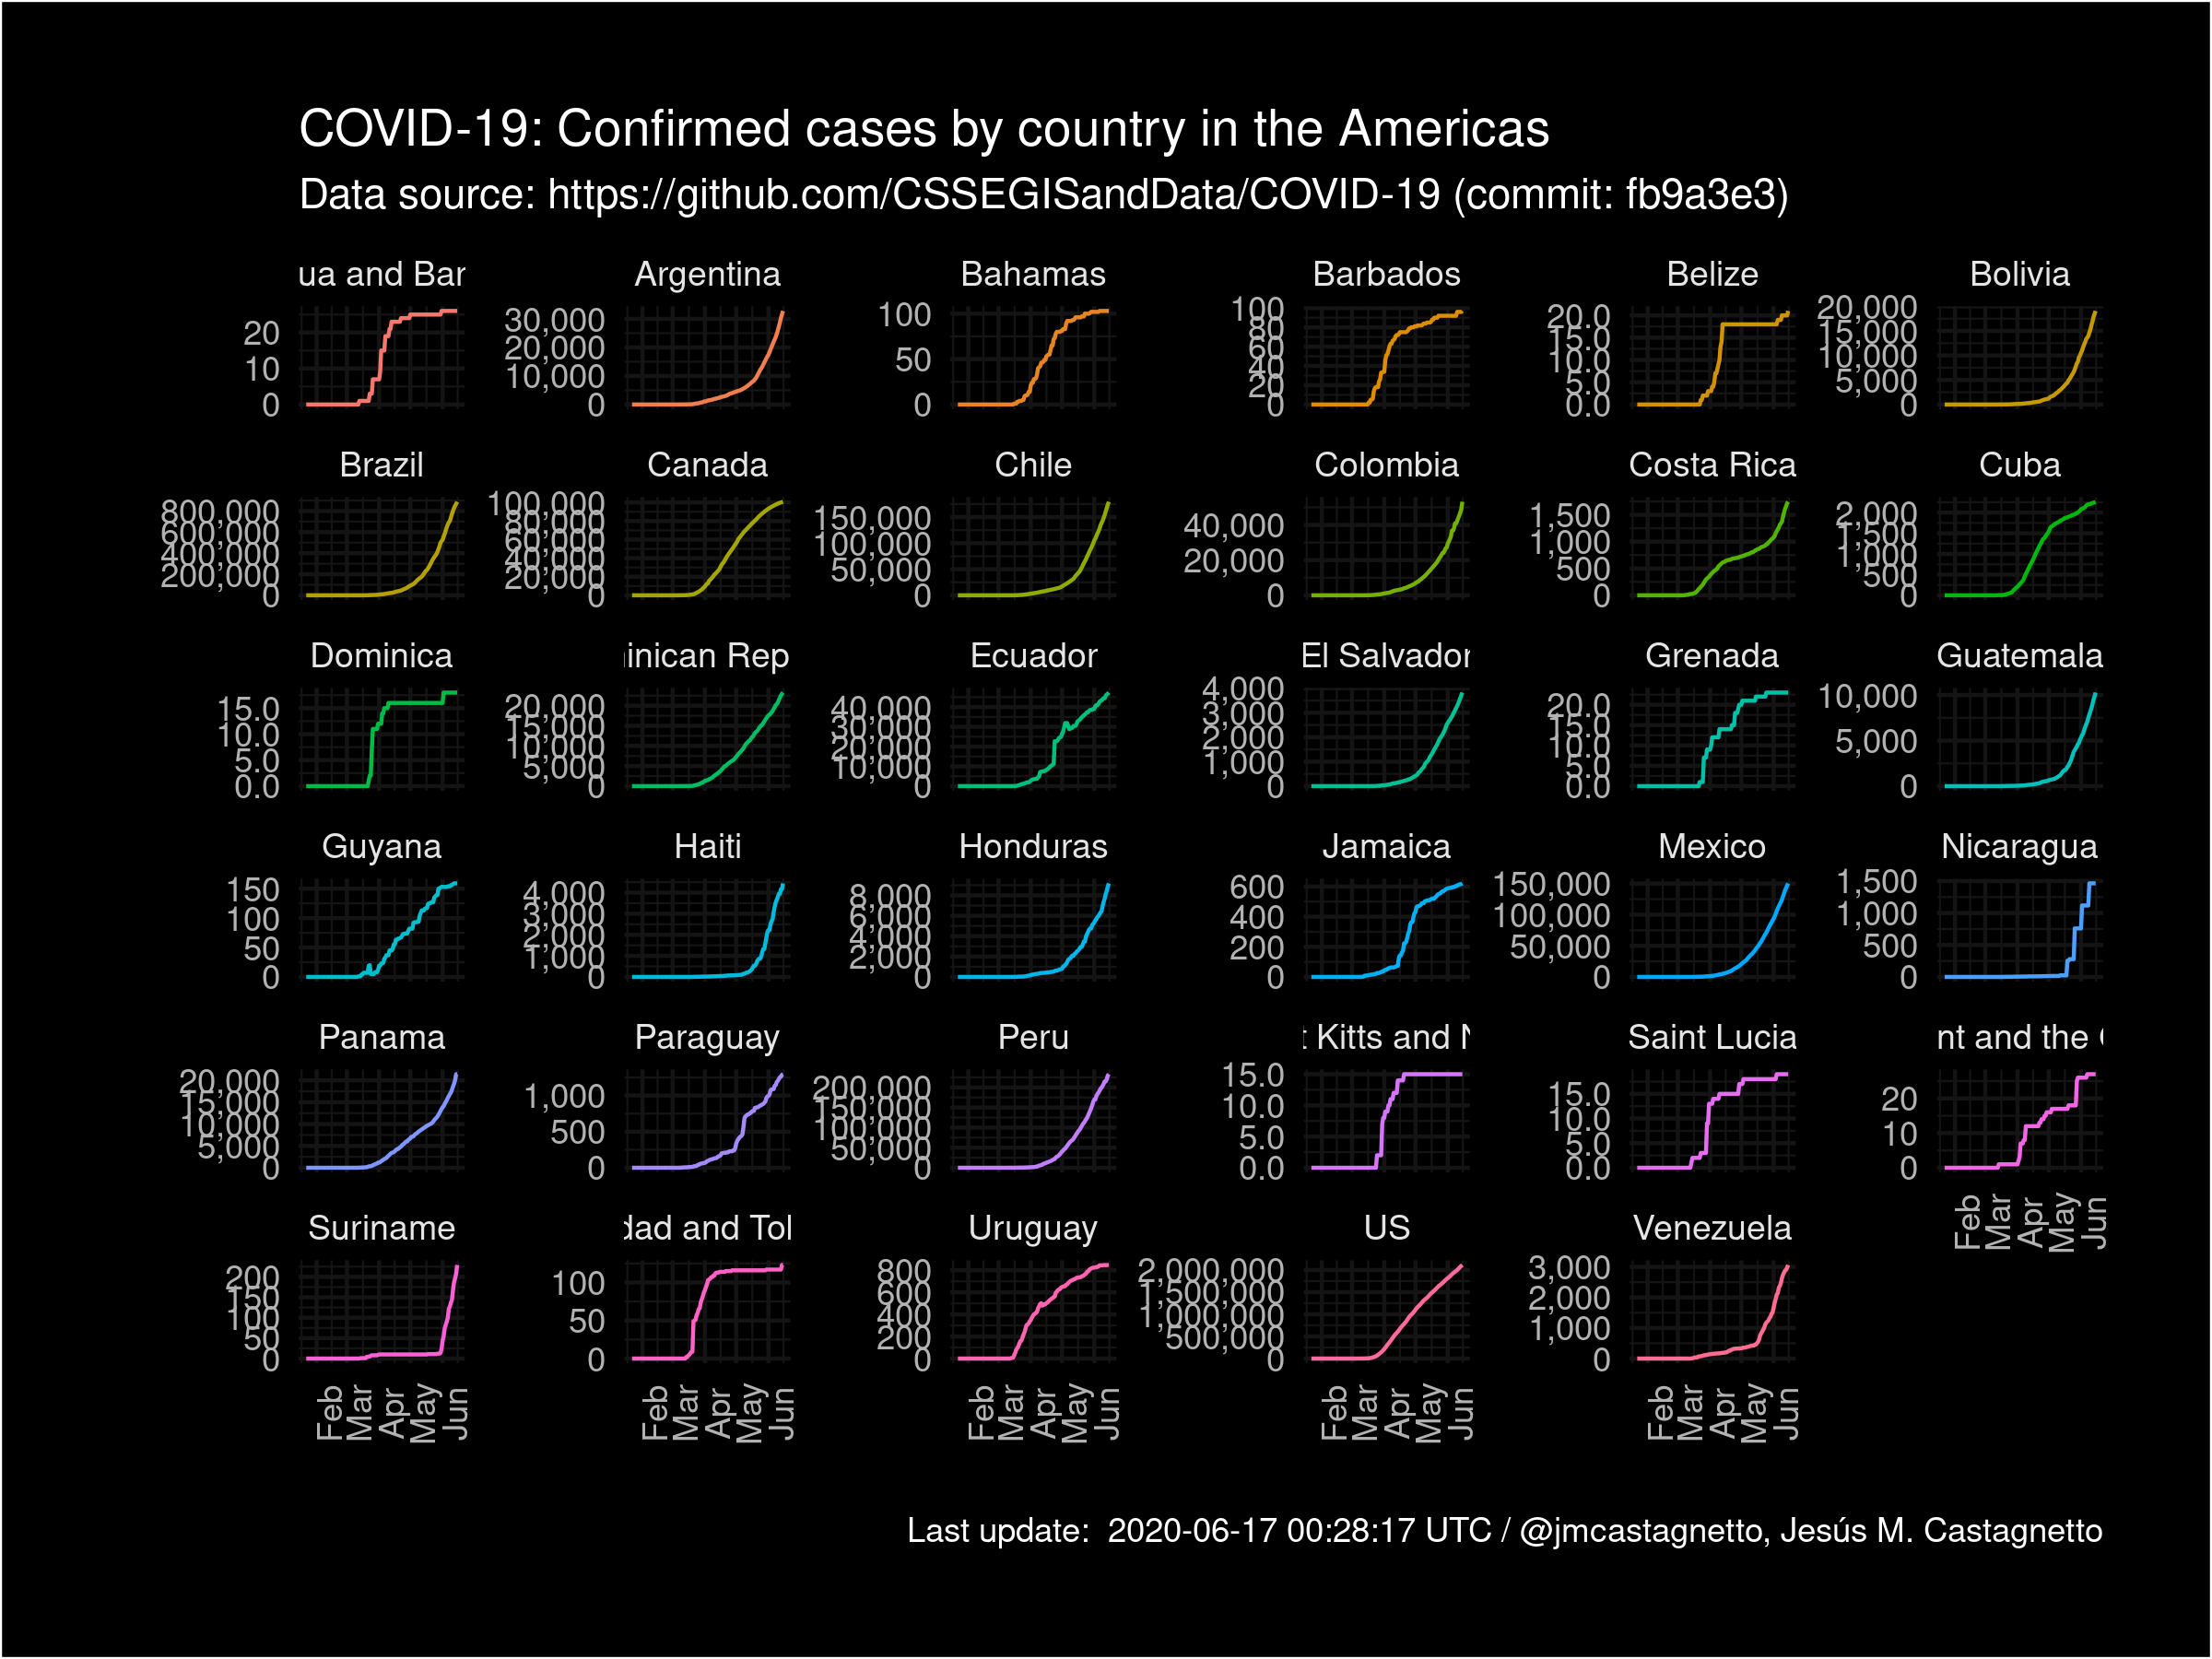 COVID-19: Confirmed cases by country in the Americas
Data source: https://github.com/CSSEGISandData/COVID-19 (commit: fb9a3e3)
ua and Bar
20
10
0
Argentina
30,000
20,000
10,000
0
Bahamas
100
50
0
Barbados
100
80
60
40
20
0
Belize
20.0
15.0
10.0
5.0
0.0
Bolivia
20,000
15,000
10,000
5,000
0
Brazil
800,000
600,000
400,000
200,000
0
Canada
100,000
80,000
60,000
40,000
20,000
0
Chile
150,000
100,000
50,000
0
Colombia
40,000
20,000
0
Costa Rica
1,500
1,000
500
0
Cuba
2,000
1,500
1,000
500
0
Dominica
15.0
10.0
5.0
0.0
inican Rep
20,000
15,000
10,000
5,000
0
Ecuador
40,000
30,000
20,000
10,000
0
El Salvador
4,000
3,000
2,000
1,000
0
Grenada
20.0
15.0
10.0
5.0
0.0
Guatemala
10,000
5,000
0
Guyana
150
100
50
0
Haiti
4,000
3,000
2,000
1,000
0
Honduras
8,000
6,000
4,000
2,000
0
Jamaica
600
400
200
0
Mexico
150,000
100,000
50,000
0
Nicaragua
1,500
1,000
500
0
Panama
20,000
15,000
10,000
5,000
0
Paraguay
1,000
500
0
Peru
200,000
150,000
100,000
50,000
0
t Kitts and N
15.0
10.0
5.0
0.0
Saint Lucia
15.0
10.0
5.0
0.0
nt and the G
20
10
0
Feb
Mar
Apr
May
Jun
Suriname
200
150
100
50
0
Feb
Mar
Apr
May
Jun
dad and Tol
100
50
0
Feb
Mar
Apr
May
Jun
Uruguay
800
600
400
200
0
Feb
Mar
Apr
May
Jun
US
2,000,000
1,500,000
1,000,000
500,000
0
Feb
Mar
Apr
May
Jun
Venezuela
3,000
2,000
1,000
0
Feb
Mar
Apr
May
Jun
Last update:  2020-06-17 00:28:17 UTC / @jmcastagnetto, Jesús M. Castagnetto